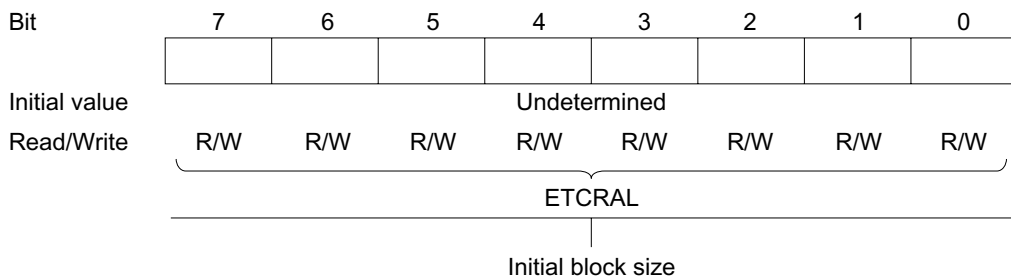 Bit 7 6 5 4 3 2 1 0
Initial value Undetermined
Read/Write R/W R/W R/W R/W R/W R/W R/W R/W
ETCRAL
Initial block size